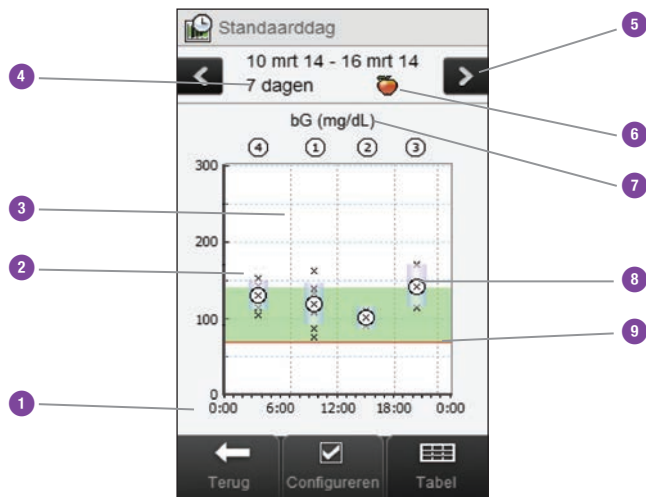 Standaarddag
5
10 mrt 14 - 16 mrt 14
4
7 dagen
6
bG (mg/dL)
7
4 1 2 3
300
3
200
2
8
100
9
0
1
0:00 6:00 12:00 18:00 0:00
Terug Configureren Tabel